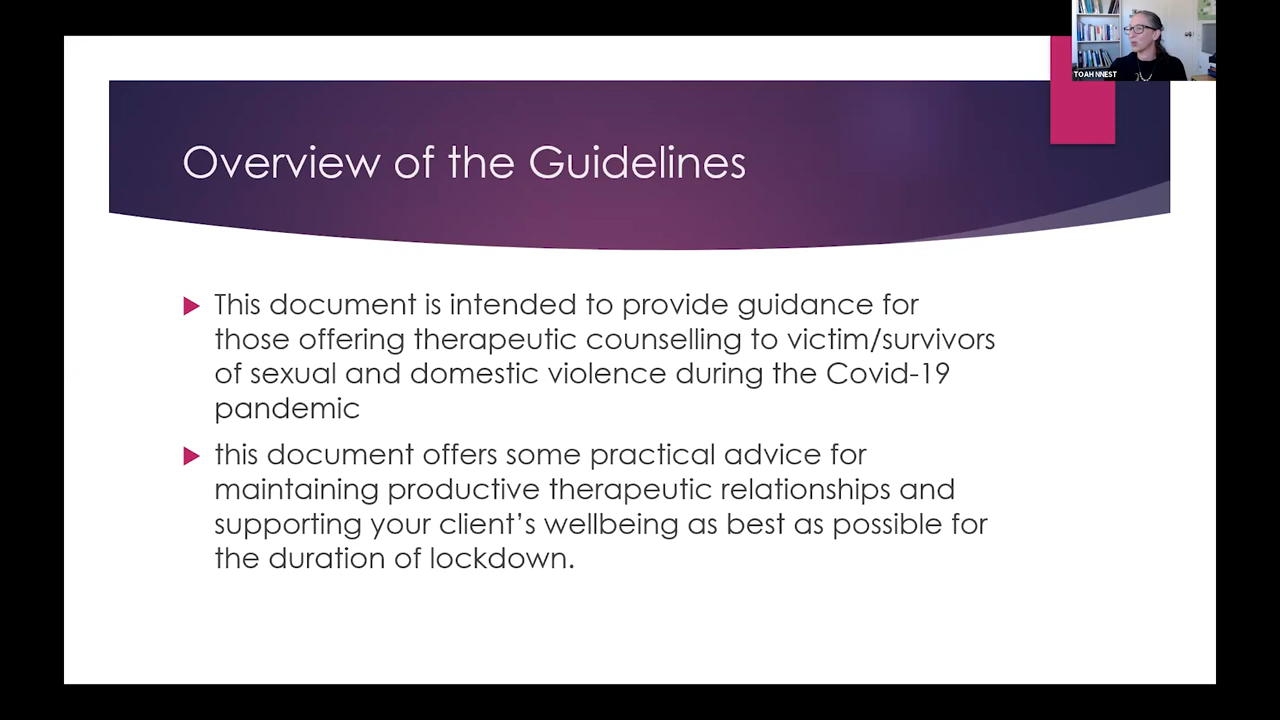 TOAH NNEST
Overview of the Guidelines
This document is intended to provide guidance for
those offering therapeutic counselling to victim/survivors
of sexual and domestic violence during the Covid-19
pandemic
this document offers some practical advice for
maintaining productive therapeutic relationships and
supporting your client’s wellbeing as best as possible for
the duration of lockdown.